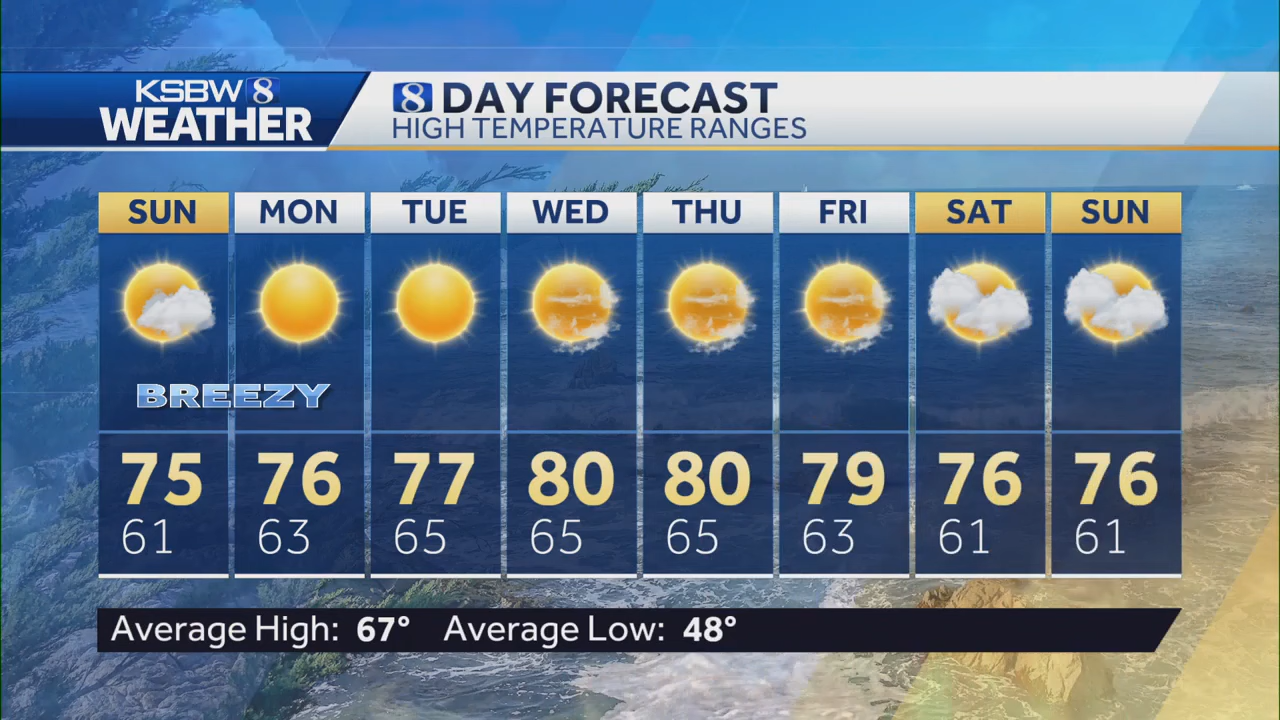 KSBW 8
WEATHER
8 DAY FORECAST
HIGH TEMPERATURE RANGES
SUN MON TUE WED THU FRI SAT SUN
BREEZY
75 76 77 80 80 79 76 76
61 63 65 65 65 63 61 61
Average High: 67° Average Low: 48°